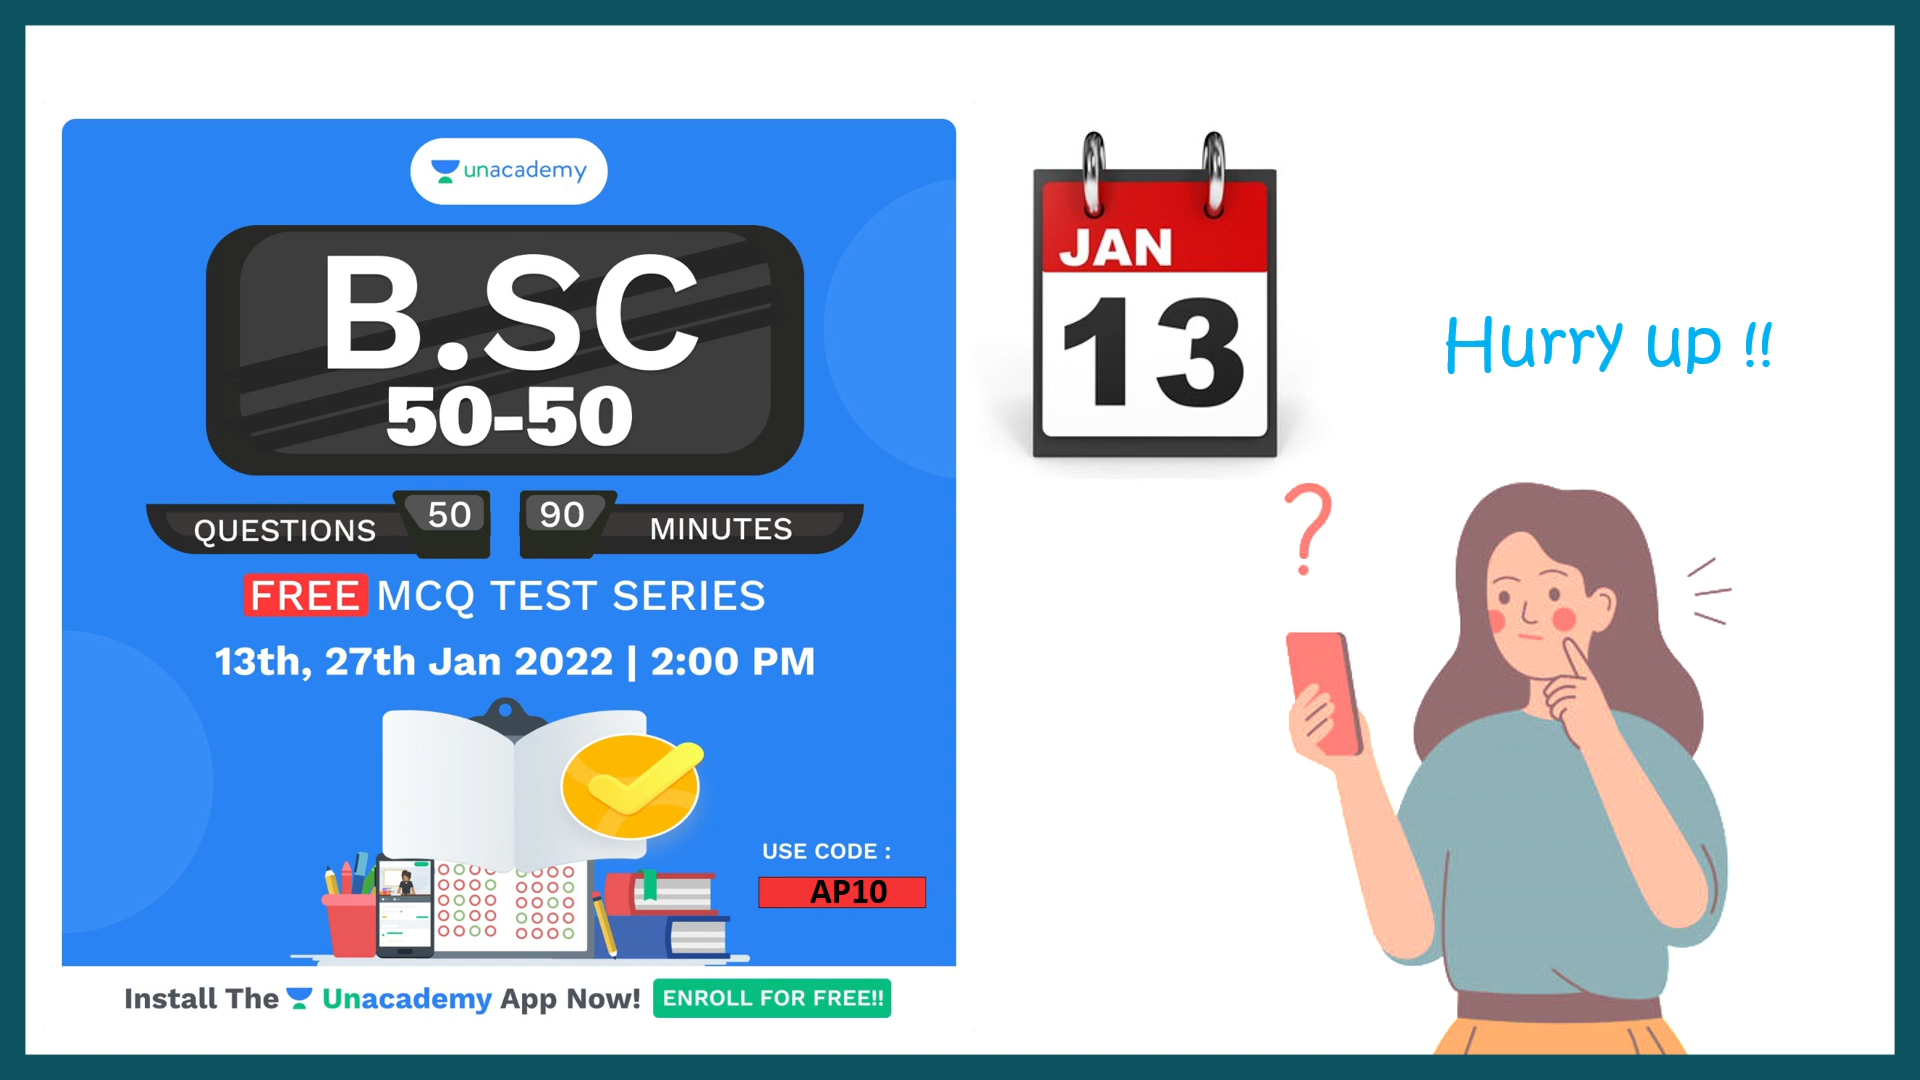 unacademy
B.SC
50-50
QUESTIONS 50 90 MINUTES
FREE MCQ TEST SERIES
13th, 27th Jan 2022 | 2:00 PM
USE CODE :
AP10
Install The Unacademy App Now! ENROLL FOR FREE!!
JAN
13
Hurry up !!
?